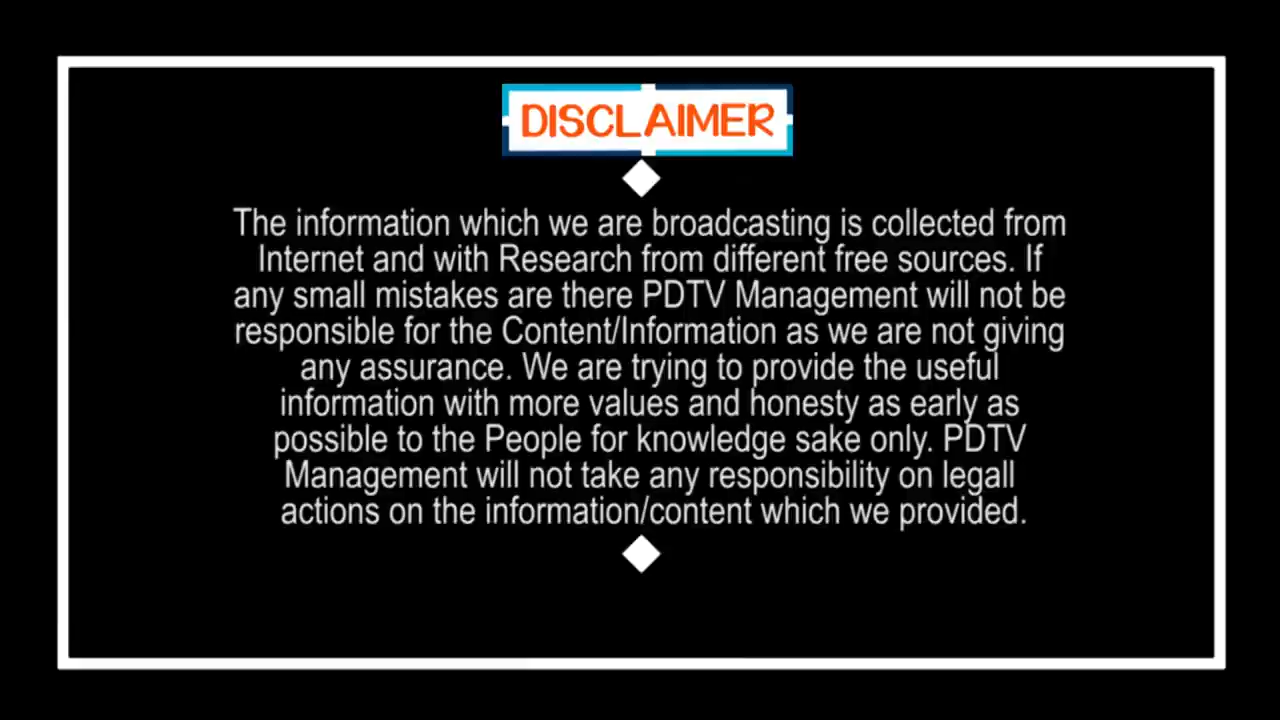 DISCLAIMER
The information which we are broadcasting is collected from
Internet and with Research from different free sources. If
any small mistakes are there PDTV Management will not be
responsible for the Content/Information as we are not giving
any assurance. We are trying to provide the useful
information with more values and honesty as early as
possible to the People for knowledge sake only. PDTV
Management will not take any responsibility on legall
actions on the information/content which we provided.